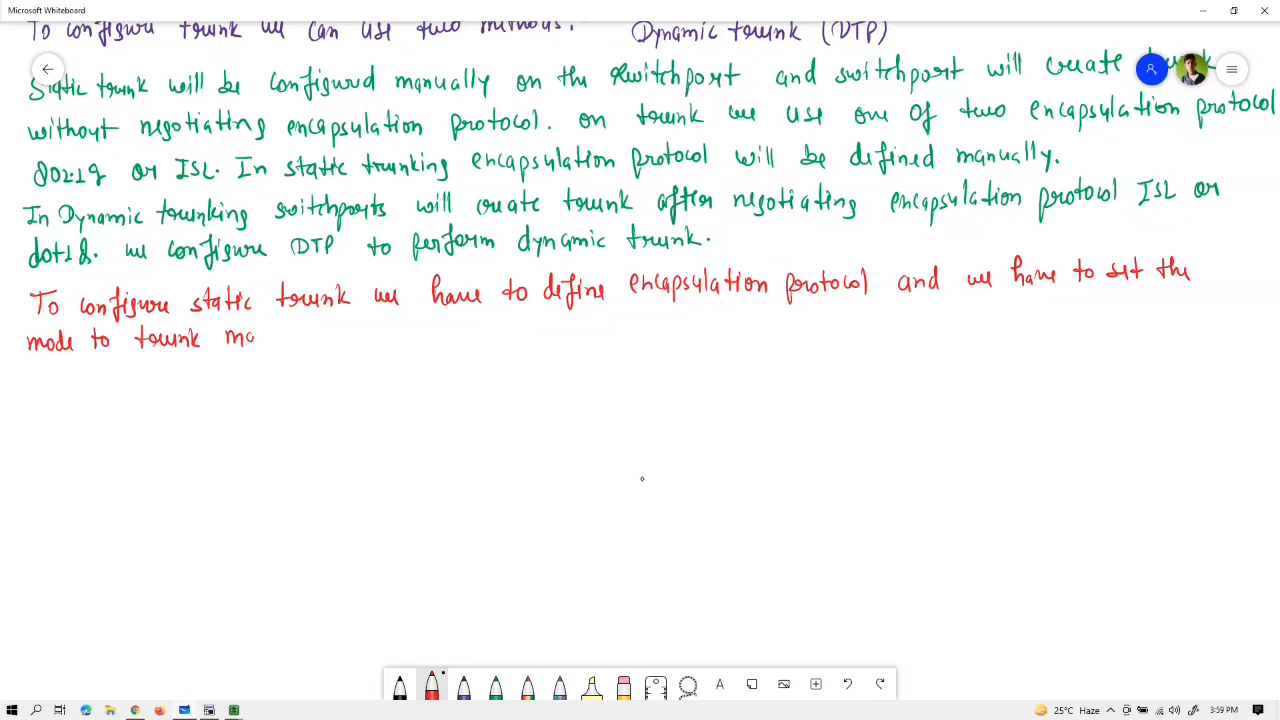 Microsoft Whiteboard
To configure trunk we can use two methods. Dynamic trunk (DTP)
Static trunk will be configured manually on the switchport and switchport will create trunk
without negotiating encapsulation protocol. On trunk we use one of two encapsulation protocol
802.1q or ISL. In static trunking encapsulation protocol will be defined manually.
In Dynamic trunking switchports will create trunk after negotiating encapsulation protocol ISL or
dot1q. we configure DTP to perform dynamic trunk.
To configure static trunk we have to define encapsulation protocol and we have to set the
mode to trunk mo
A
25°C Haze 3:59 PM